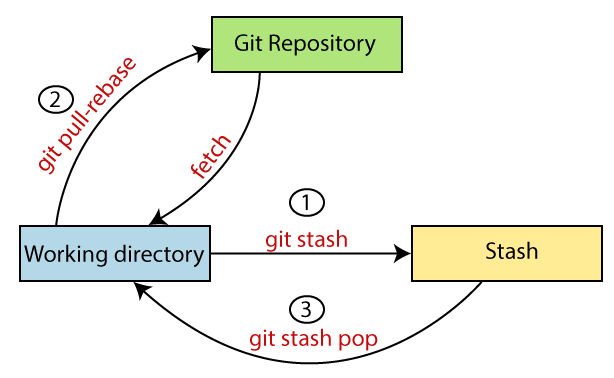 Git Repository
2
git pull-rebase
fetch
1
git stash
Working directory
Stash
3
git stash pop